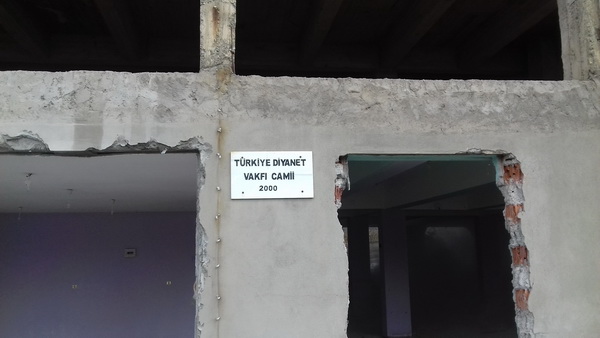 TÜRKİYE DİYANET
VAKFI CAMİİ
2000